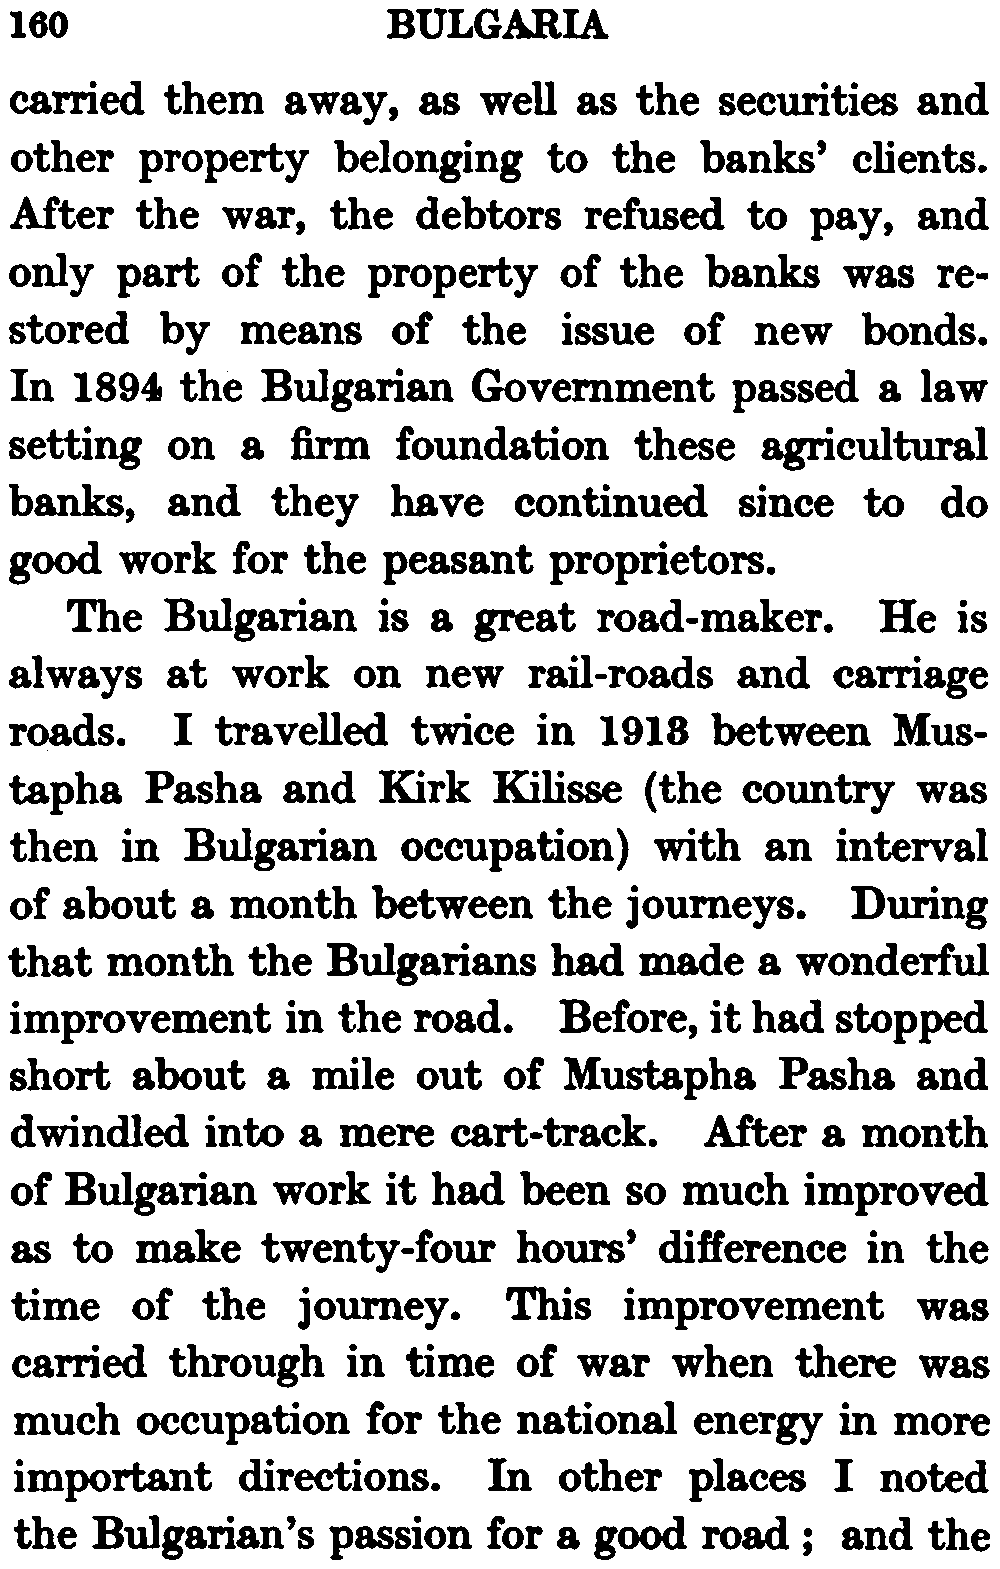 160 BULGARIA
carried them away, as well as the securities and
other property belonging to the banks' clients.
After the war, the debtors refused to pay, and
only part of the property of the banks was re-
stored by means of the issue of new bonds.
In 1894 the Bulgarian Government passed a law
setting on a firm foundation these agricultural
banks, and they have continued since to do
good work for the peasant proprietors.
The Bulgarian is a great road-maker. He is
always at work on new rail-roads and carriage
roads. I travelled twice in 1913 between Mus-
tapha Pasha and Kirk Kilisse (the country was
then in Bulgarian occupation) with an interval
of about a month between the journeys. During
that month the Bulgarians had made a wonderful
improvement in the road. Before, it had stopped
short about a mile out of Mustapha Pasha and
dwindled into a mere cart-track. After a month
of Bulgarian work it had been so much improved
as to make twenty-four hours' difference in the
time of the journey. This improvement was
carried through in time of war when there was
much occupation for the national energy in more
important directions. In other places I noted
the Bulgarian's passion for a good road ; and the